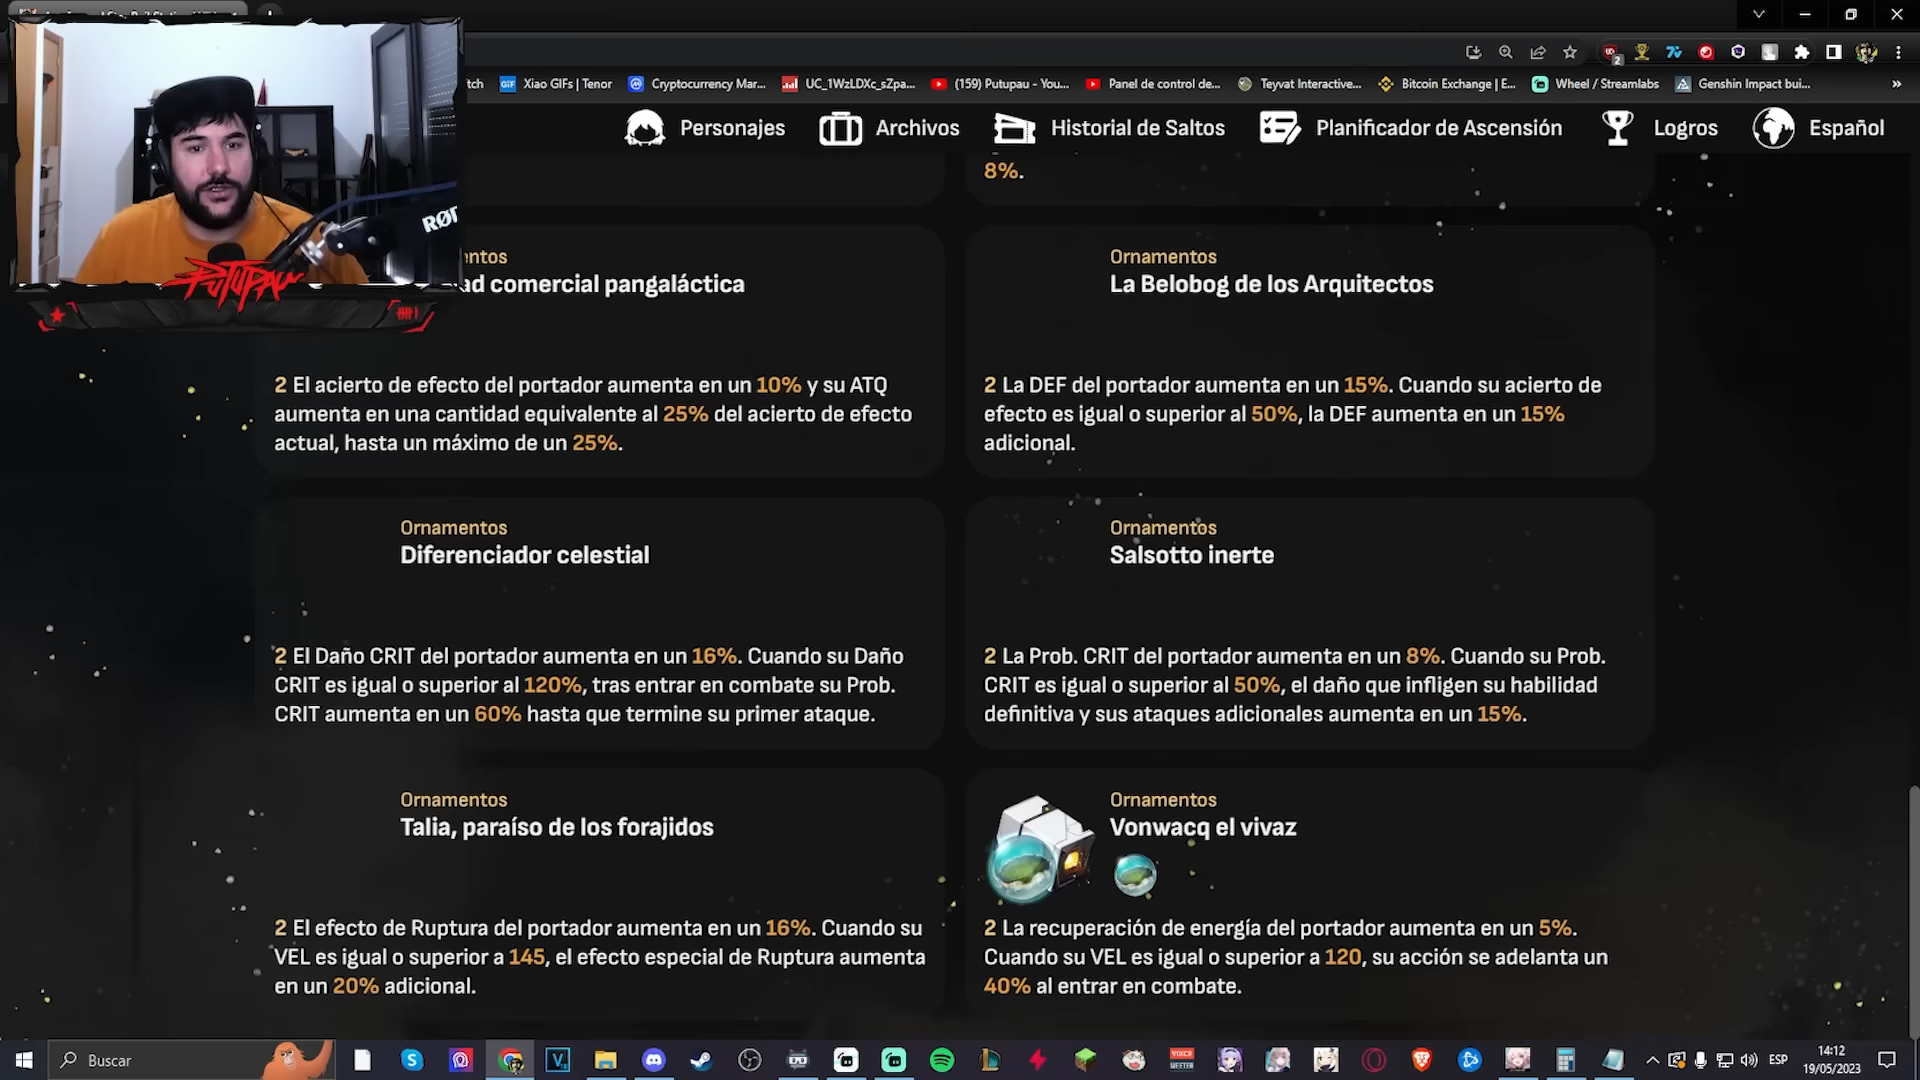 tch
GIF Xiao GIFs | Tenor
Cryptocurrency Mar...
UC_1WzLDXc_sZpa...
(159) Putupau - You...
Panel de control de...
Teyvat Interactive...
Bitcoin Exchange | E...
Wheel / Streamlabs
Genshin Impact bui...
»
Personajes
Archivos
Historial de Saltos
Planificador de Ascensión
Logros
Español
RØD
PUTUPAU
8%.
entos
ad comercial pangaláctica
2 El acierto de efecto del portador aumenta en un 10% y su ATQ
aumenta en una cantidad equivalente al 25% del acierto de efecto
actual, hasta un máximo de un 25%.
Ornamentos
La Belobog de los Arquitectos
2 La DEF del portador aumenta en un 15%. Cuando su acierto de
efecto es igual o superior al 50%, la DEF aumenta en un 15%
adicional.
Ornamentos
Diferenciador celestial
2 El Daño CRIT del portador aumenta en un 16%. Cuando su Daño
CRIT es igual o superior al 120%, tras entrar en combate su Prob.
CRIT aumenta en un 60% hasta que termine su primer ataque.
Ornamentos
Salsotto inerte
2 La Prob. CRIT del portador aumenta en un 8%. Cuando su Prob.
CRIT es igual o superior al 50%, el daño que infligen su habilidad
definitiva y sus ataques adicionales aumenta en un 15%.
Ornamentos
Talia, paraíso de los forajidos
2 El efecto de Ruptura del portador aumenta en un 16%. Cuando su
VEL es igual o superior a 145, el efecto especial de Ruptura aumenta
en un 20% adicional.
Ornamentos
Vonwacq el vivaz
2 La recuperación de energía del portador aumenta en un 5%.
Cuando su VEL es igual o superior a 120, su acción se adelanta un
40% al entrar en combate.
Buscar
ESP
14:12
19/05/2023